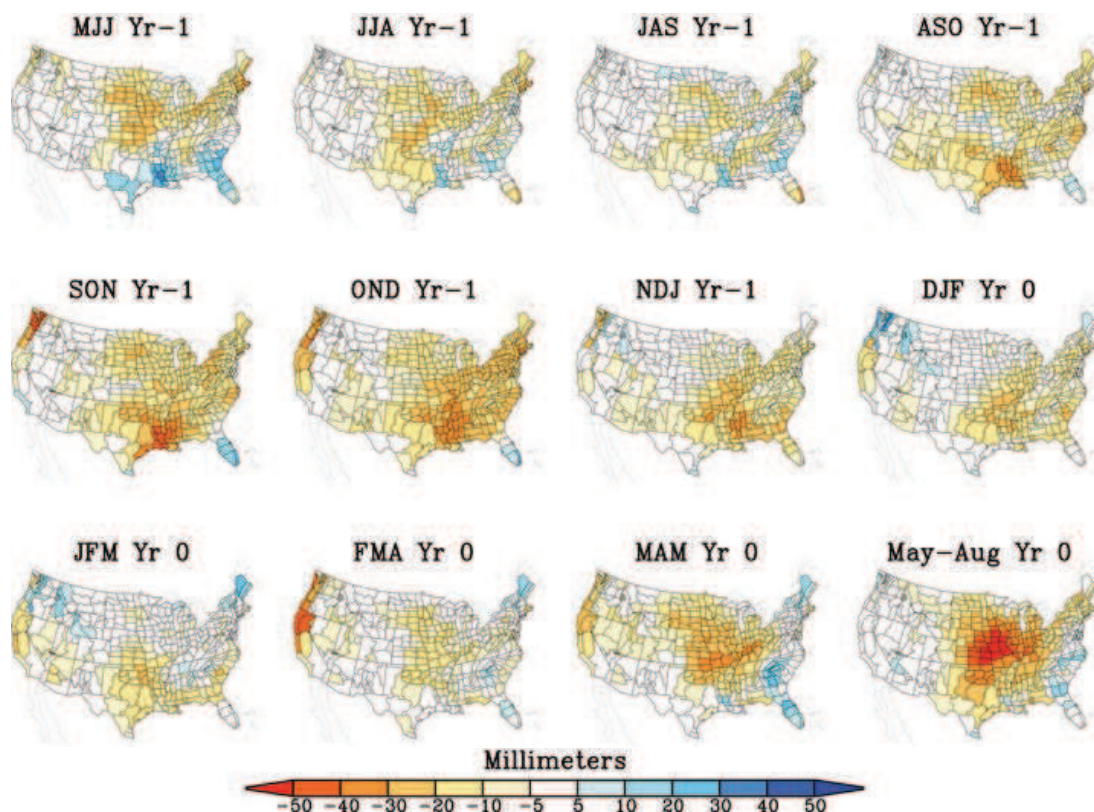 MJJ Yr-1 JJA Yr-1 JAS Yr-1 ASO Yr-1
SON Yr-1 OND Yr-1 NDJ Yr-1 DJF Yr 0
JFM Yr 0 FMA Yr 0 MAM Yr 0 May-Aug Yr 0
Millimeters
-50 -40 -30 -20 -10 -5 5 10 20 30 40 50